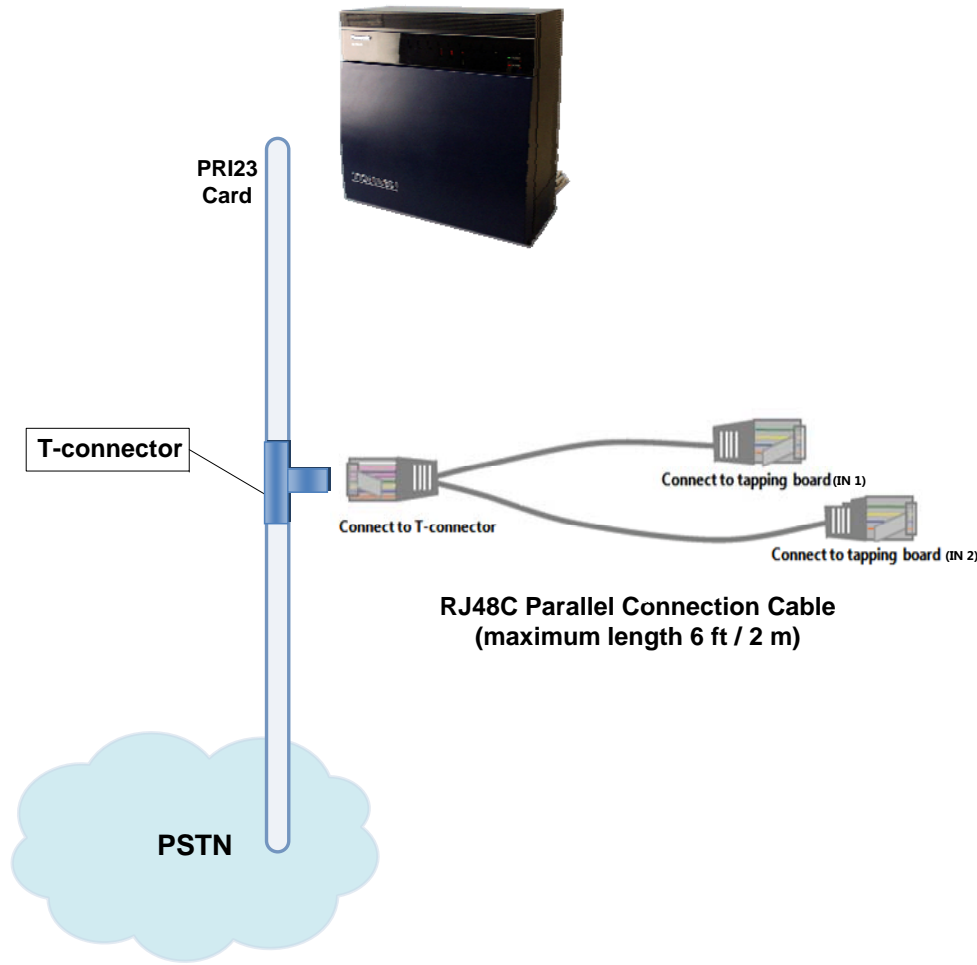 Panasonic
PRI23
Card
T-connector
Connect to tapping board (IN 1)
Connect to T-connector
Connect to tapping board (IN 2)
RJ48C Parallel Connection Cable
(maximum length 6 ft / 2 m)
PSTN